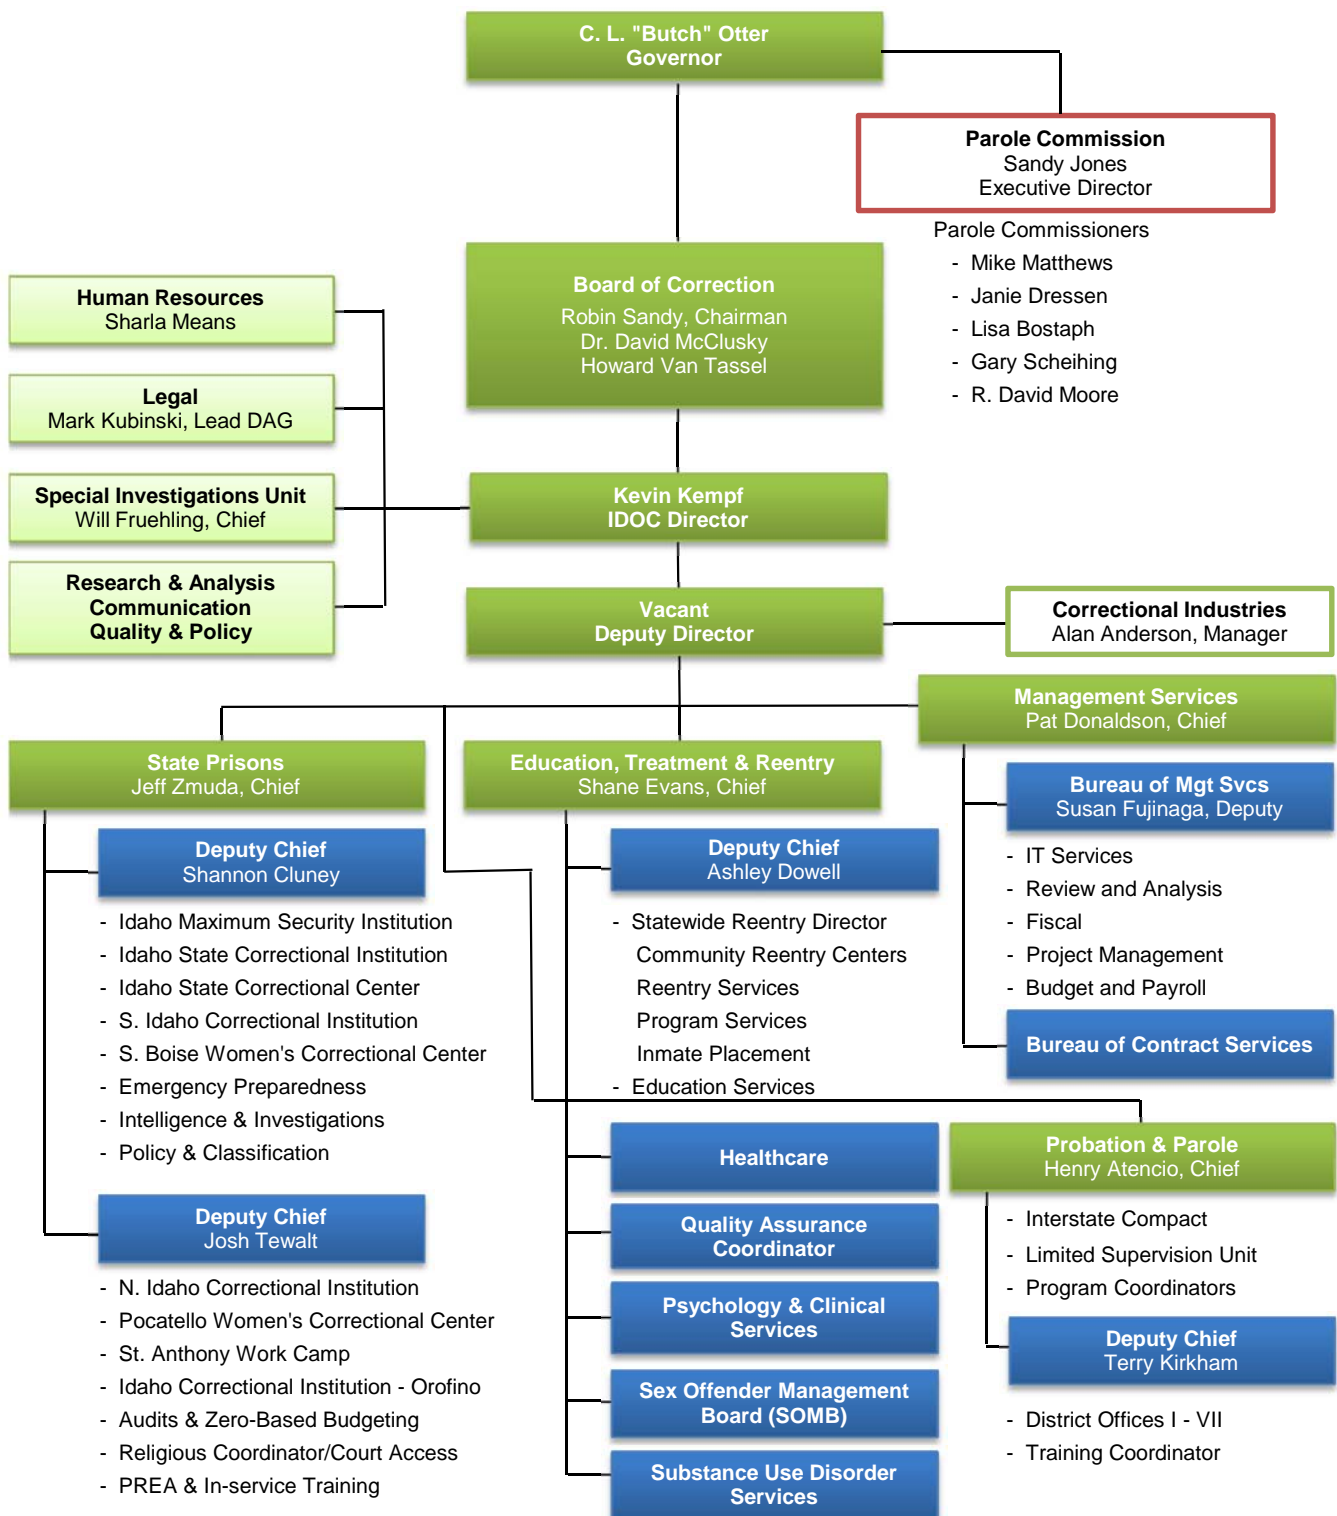 C. L. "Butch" Otter
Governor
Parole Commission
Sandy Jones
Executive Director
Parole Commissioners
- Mike Matthews
- Janie Dressen
- Lisa Bostaph
- Gary Scheihing
- R. David Moore
Board of Correction
Robin Sandy, Chairman
Dr. David McClusky
Howard Van Tassel
Human Resources
Sharla Means
Legal
Mark Kubinski, Lead DAG
Special Investigations Unit
Will Fruehling, Chief
Research & Analysis
Communication
Quality & Policy
Kevin Kempf
IDOC Director
Vacant
Deputy Director
Correctional Industries
Alan Anderson, Manager
Management Services
Pat Donaldson, Chief
Bureau of Mgt Svcs
Susan Fujinaga, Deputy
- IT Services
- Review and Analysis
- Fiscal
- Project Management
- Budget and Payroll
Bureau of Contract Services
State Prisons
Jeff Zmuda, Chief
Deputy Chief
Shannon Cluney
- Idaho Maximum Security Institution
- Idaho State Correctional Institution
- Idaho State Correctional Center
- S. Idaho Correctional Institution
- S. Boise Women's Correctional Center
- Emergency Preparedness
- Intelligence & Investigations
- Policy & Classification
Deputy Chief
Josh Tewalt
- N. Idaho Correctional Institution
- Pocatello Women's Correctional Center
- St. Anthony Work Camp
- Idaho Correctional Institution - Orofino
- Audits & Zero-Based Budgeting
- Religious Coordinator/Court Access
- PREA & In-service Training
Education, Treatment & Reentry
Shane Evans, Chief
Deputy Chief
Ashley Dowell
- Statewide Reentry Director
Community Reentry Centers
Reentry Services
Program Services
Inmate Placement
- Education Services
Healthcare
Quality Assurance
Coordinator
Psychology & Clinical
Services
Sex Offender Management
Board (SOMB)
Substance Use Disorder
Services
Probation & Parole
Henry Atencio, Chief
- Interstate Compact
- Limited Supervision Unit
- Program Coordinators
Deputy Chief
Terry Kirkham
- District Offices I - VII
- Training Coordinator